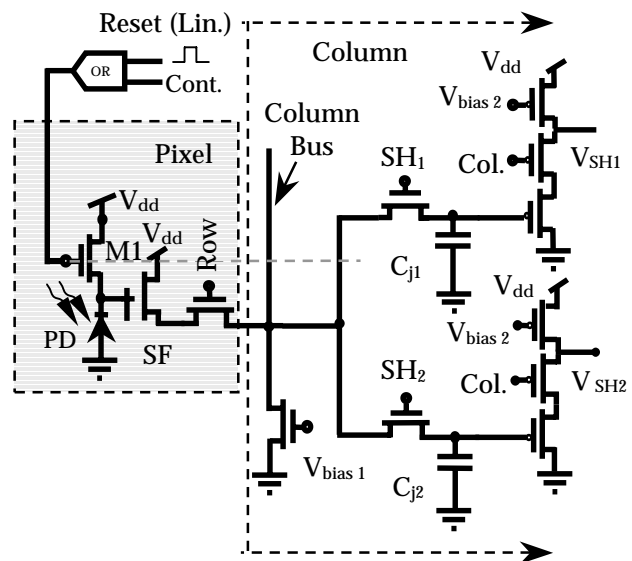 Reset (Lin.)
OR
Cont.
Column
Column
Bus
Pixel
Vdd
M1
Vdd
Row
PD
SF
SH1
Cj1
Vdd
Vbias 2
Col.
VSH1
Vdd
Vbias 2
Col.
VSH2
SH2
Cj2
Vbias 1